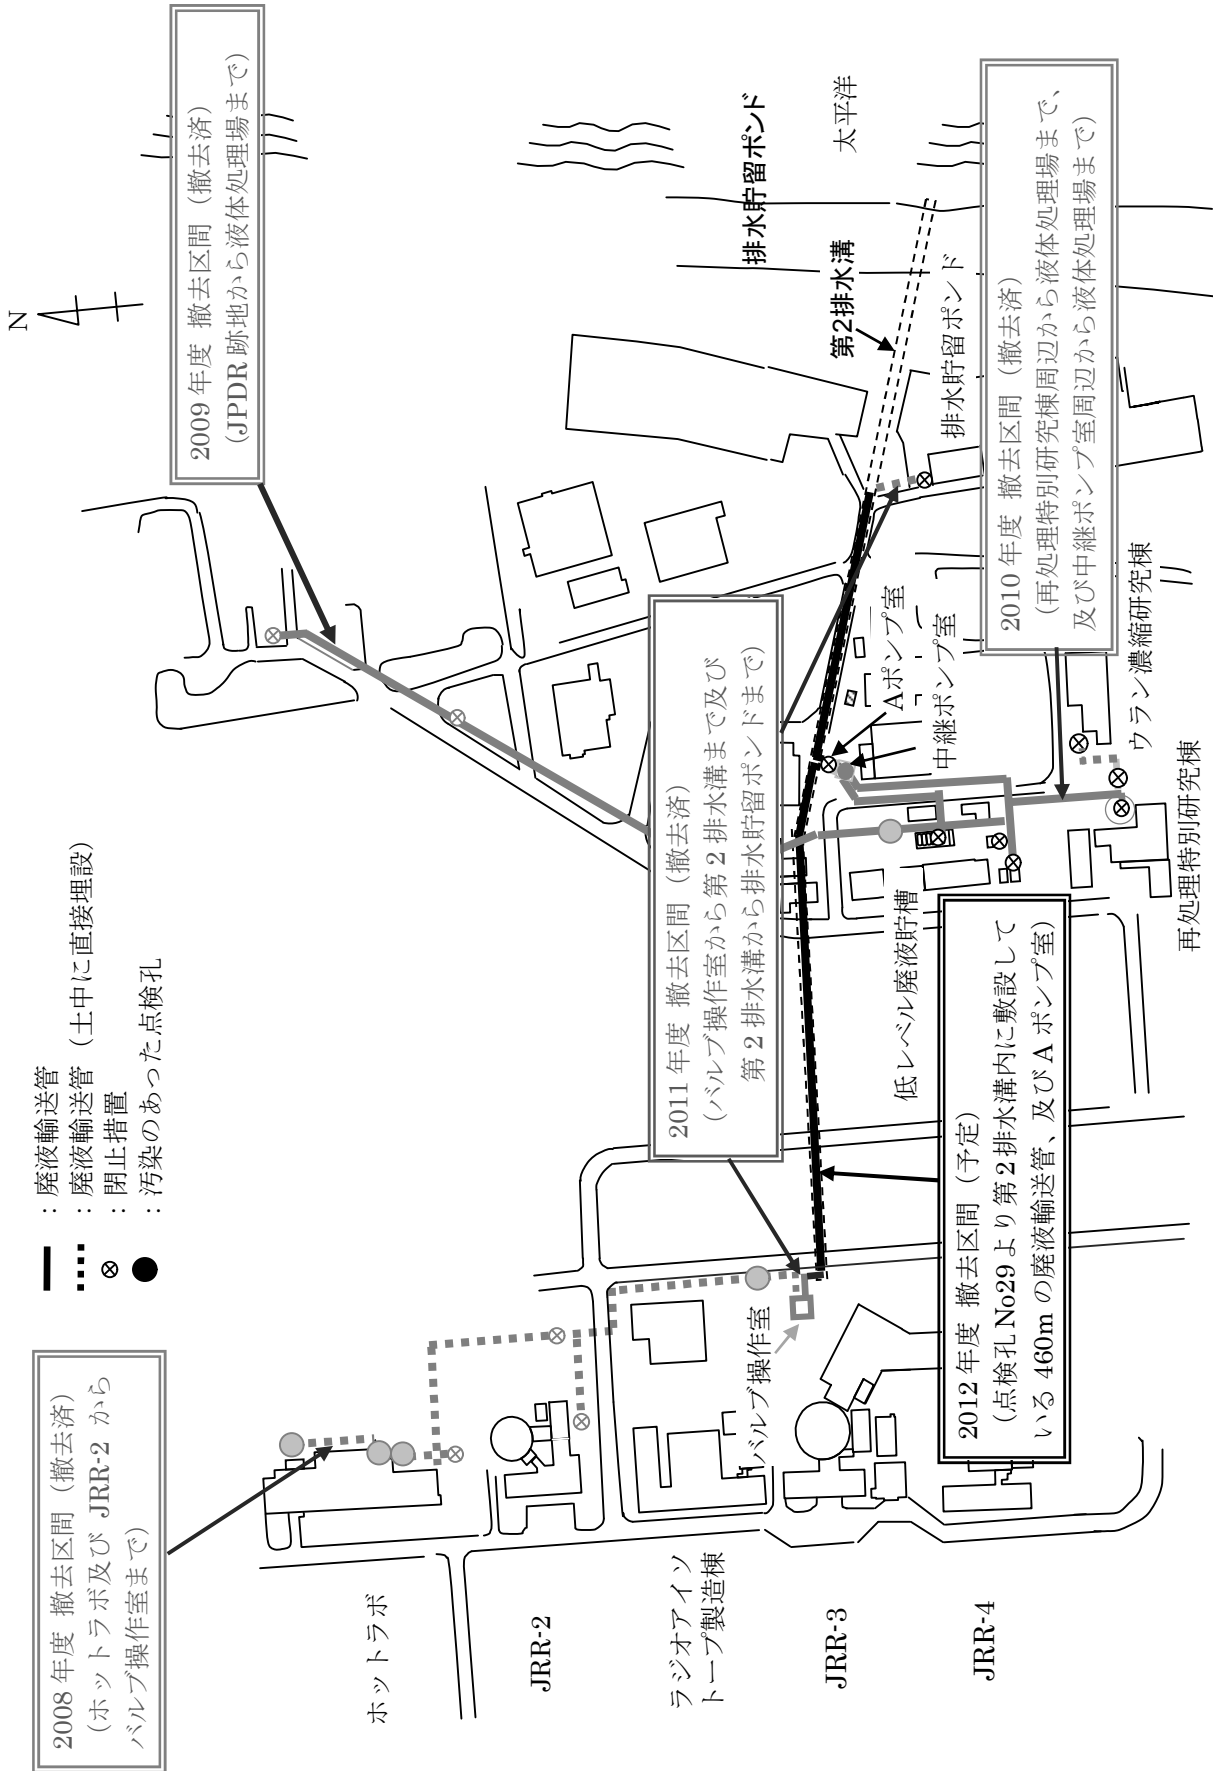 N
：廃液輸送管
：廃液輸送管（土中に直接埋設）
：閉止措置
：汚染のあった点検孔
2008 年度 撤去区間（撤去済）
（ホットラボ及び JRR-2 から
バルブ操作室まで）
2009 年度 撤去区間（撤去済）
（JPDR 跡地から液体処理場まで）
2011 年度 撤去区間（撤去済）
（バルブ操作室から第 2 排水溝まで及び
第 2 排水溝から排水貯留ポンドまで）
2010 年度 撤去区間（撤去済）
（再処理特別研究棟周辺から液体処理場まで、
及び中継ポンプ室周辺から液体処理場まで）
2012 年度 撤去区間（予定）
（点検孔 No29 より第 2 排水溝内に敷設して
いる 460m の廃液輸送管、及び A ポンプ室）
ホットラボ
JRR-2
ラジオアイソ
トープ製造棟
JRR-3
JRR-4
バルブ操作室
低レベル廃液貯槽
Aポンプ室
中継ポンプ室
再処理特別研究棟
ウラン濃縮研究棟
排水貯留ポンド
第2排水溝
排水貯留ポンド
太平洋